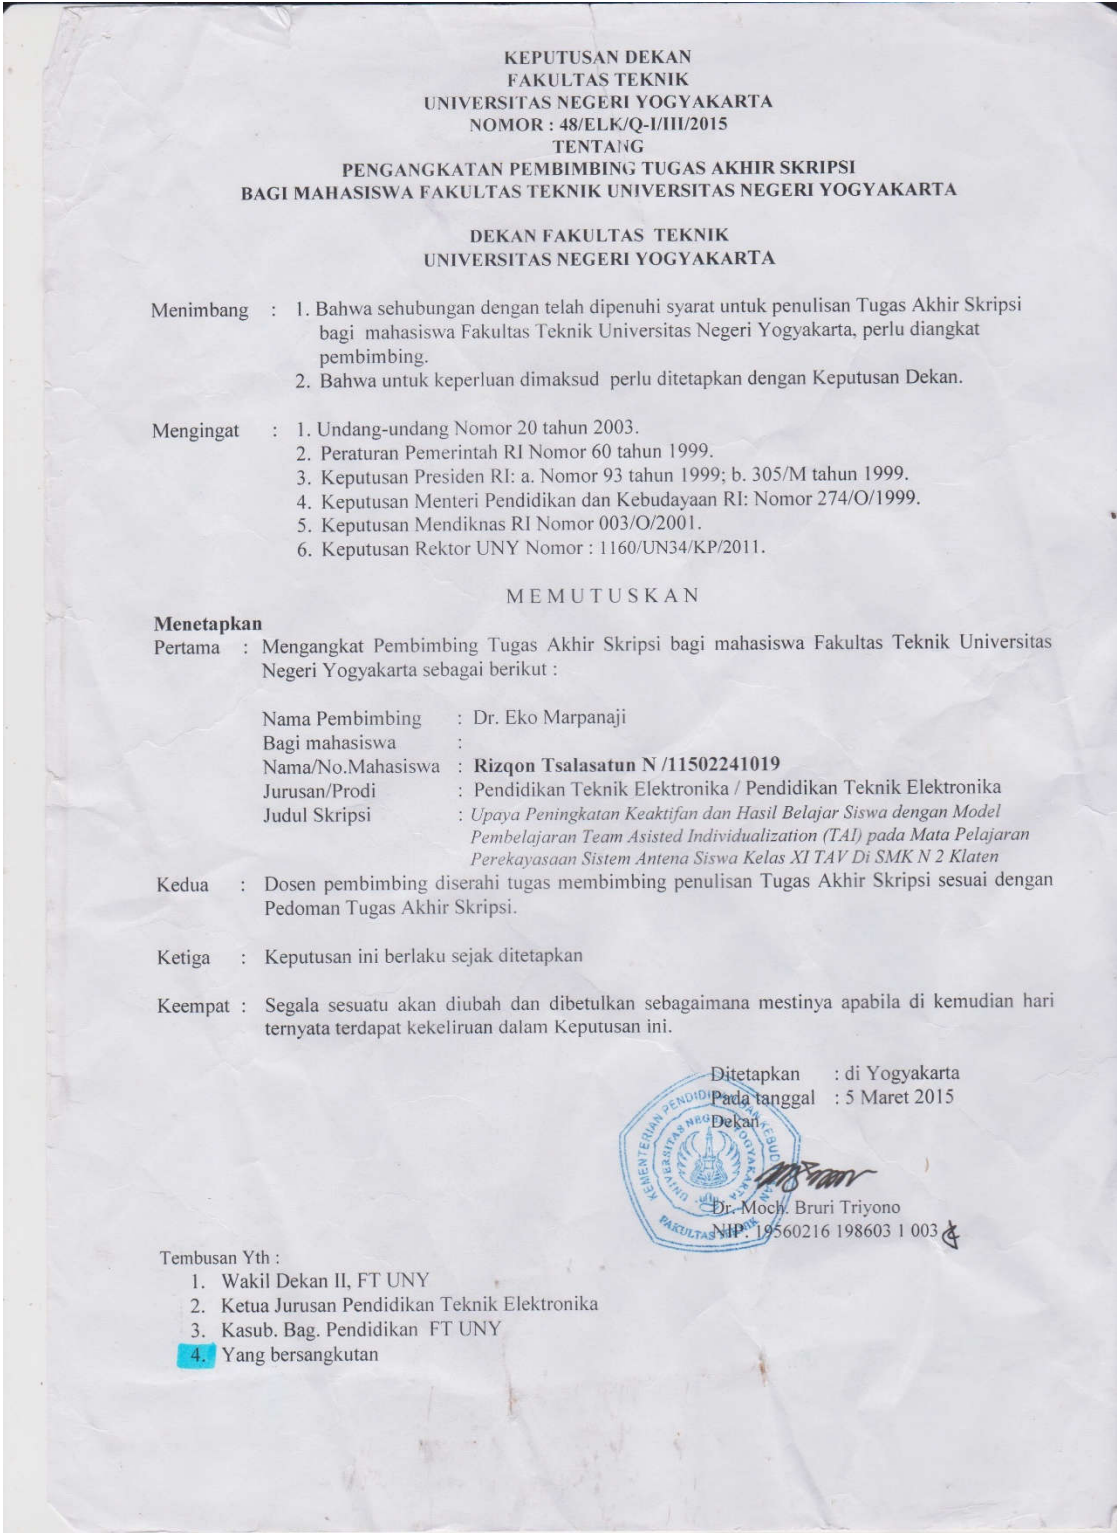 KEPUTUSAN DEKAN
FAKULTAS TEKNIK
UNIVERSITAS NEGERI YOGYAKARTA
NOMOR : 48/ELK/Q-I/III/2015
TENTANG
PENGANGKATAN PEMBIMBING TUGAS AKHIR SKRIPSI
BAGI MAHASISWA FAKULTAS TEKNIK UNIVERSITAS NEGERI YOGYAKARTA
DEKAN FAKULTAS TEKNIK
UNIVERSITAS NEGERI YOGYAKARTA
Menimbang : 1. Bahwa sehubungan dengan telah dipenuhi syarat untuk penulisan Tugas Akhir Skripsi
bagi mahasiswa Fakultas Teknik Universitas Negeri Yogyakarta, perlu diangkat
pembimbing.
2. Bahwa untuk keperluan dimaksud perlu ditetapkan dengan Keputusan Dekan.
Mengingat : 1. Undang-undang Nomor 20 tahun 2003.
2. Peraturan Pemerintah RI Nomor 60 tahun 1999.
3. Keputusan Presiden RI: a. Nomor 93 tahun 1999; b. 305/M tahun 1999.
4. Keputusan Menteri Pendidikan dan Kebudayaan RI: Nomor 274/O/1999.
5. Keputusan Mendiknas RI Nomor 003/O/2001.
6. Keputusan Rektor UNY Nomor : 1160/UN34/KP/2011.
M E M U T U S K A N
Menetapkan
Pertama : Mengangkat Pembimbing Tugas Akhir Skripsi bagi mahasiswa Fakultas Teknik Universitas
Negeri Yogyakarta sebagai berikut :
Nama Pembimbing : Dr. Eko Marpanaji
Bagi mahasiswa :
Nama/No.Mahasiswa : Rizqon Tsalasatun N /11502241019
Jurusan/Prodi : Pendidikan Teknik Elektronika / Pendidikan Teknik Elektronika
Judul Skripsi : Upaya Peningkatan Keaktifan dan Hasil Belajar Siswa dengan Model
Pembelajaran Team Asisted Individualization (TAI) pada Mata Pelajaran
Perekayasaan Sistem Antena Siswa Kelas XI TAV Di SMK N 2 Klaten
Kedua : Dosen pembimbing diserahi tugas membimbing penulisan Tugas Akhir Skripsi sesuai dengan
Pedoman Tugas Akhir Skripsi.
Ketiga : Keputusan ini berlaku sejak ditetapkan
Keempat : Segala sesuatu akan diubah dan dibetulkan sebagaimana mestinya apabila di kemudian hari
ternyata terdapat kekeliruan dalam Keputusan ini.
Ditetapkan : di Yogyakarta
Pada tanggal : 5 Maret 2015
Dekan
KEMENTERIAN PENDIDIKAN DAN KEBUDAYAAN
UNIVERSITAS NEGERI YOGYAKARTA
FAKULTAS TEKNIK
Dr. Moch. Bruri Triyono
NIP. 19560216 198603 1 003
Tembusan Yth :
1. Wakil Dekan II, FT UNY
2. Ketua Jurusan Pendidikan Teknik Elektronika
3. Kasub. Bag. Pendidikan FT UNY
4. Yang bersangkutan